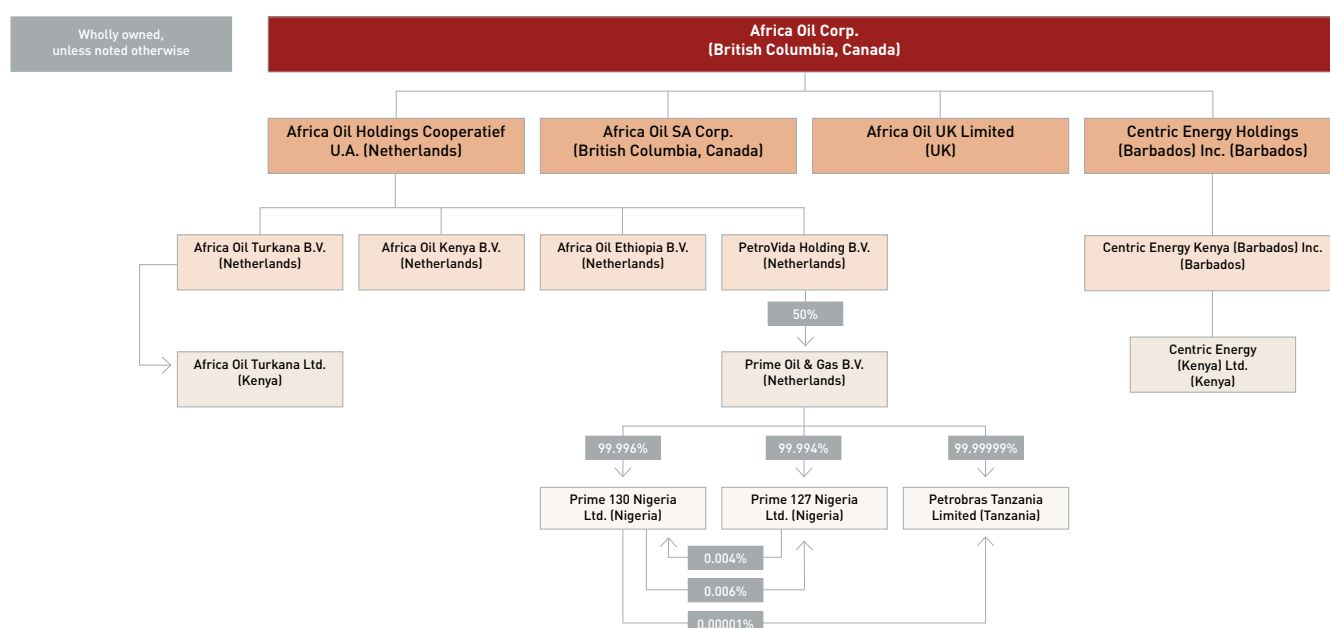 Wholly owned,
unless noted otherwise
Africa Oil Corp.
(British Columbia, Canada)
Africa Oil Holdings Cooperatief
U.A. (Netherlands)
Africa Oil SA Corp.
(British Columbia, Canada)
Africa Oil UK Limited
(UK)
Centric Energy Holdings
(Barbados) Inc. (Barbados)
Africa Oil Turkana B.V.
(Netherlands)
Africa Oil Kenya B.V.
(Netherlands)
Africa Oil Ethiopia B.V.
(Netherlands)
PetroVida Holding B.V.
(Netherlands)
Centric Energy Kenya (Barbados) Inc.
(Barbados)
50%
Africa Oil Turkana Ltd.
(Kenya)
Prime Oil & Gas B.V.
(Netherlands)
Centric Energy
(Kenya) Ltd.
(Kenya)
99.996%
99.994%
99.99999%
Prime 130 Nigeria
Ltd. (Nigeria)
Prime 127 Nigeria
Ltd. (Nigeria)
Petrobras Tanzania
Limited (Tanzania)
0.004%
0.006%
0.00001%